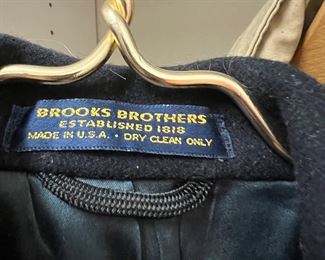 BROOKS BROTHERS
ESTABLISHED 1818
MADE IN U.S.A. • DRY CLEAN ONLY